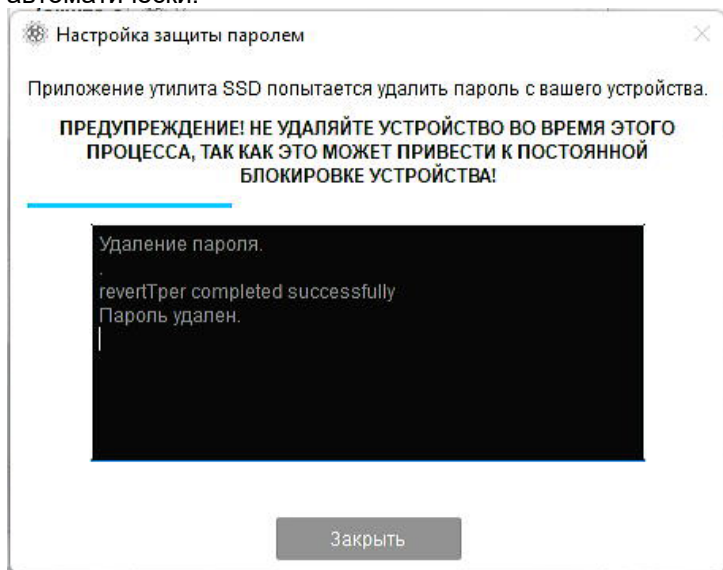 автоматически.
Настройка защиты паролем
Приложение утилита SSD попытается удалить пароль с вашего устройства.
ПРЕДУПРЕЖДЕНИЕ! НЕ УДАЛЯЙТЕ УСТРОЙСТВО ВО ВРЕМЯ ЭТОГО
ПРОЦЕССА, ТАК КАК ЭТО МОЖЕТ ПРИВЕСТИ К ПОСТОЯННОЙ
БЛОКИРОВКЕ УСТРОЙСТВА!
Удаление пароля.
.
revertTper completed successfully
Пароль удален.
Закрыть